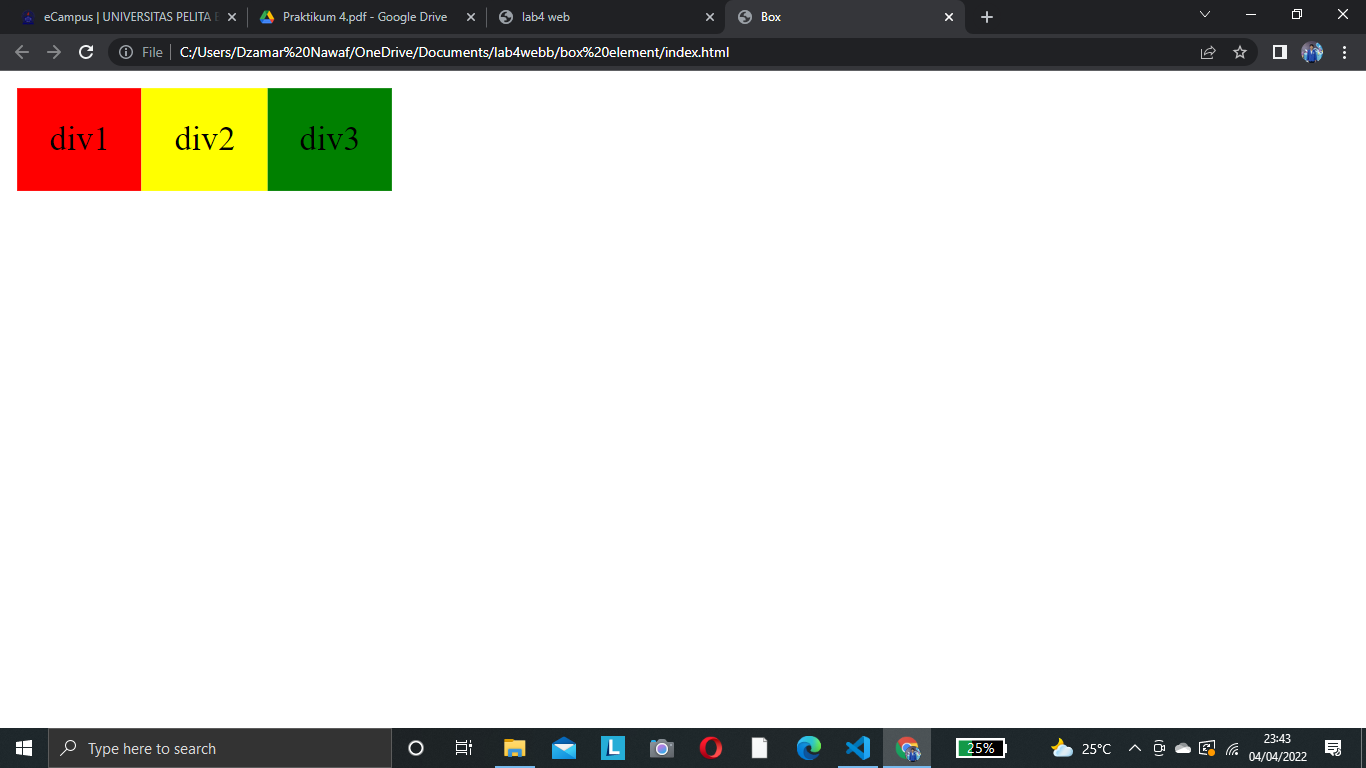 eCampus | UNIVERSITAS PELITA
Praktikum 4.pdf - Google Drive
lab4 web
Box
File
C:/Users/Dzamar%20Nawaf/OneDrive/Documents/lab4webb/box%20element/index.html
div1
div2
div3
Type here to search
L
25%
25°C
23:43
04/04/2022